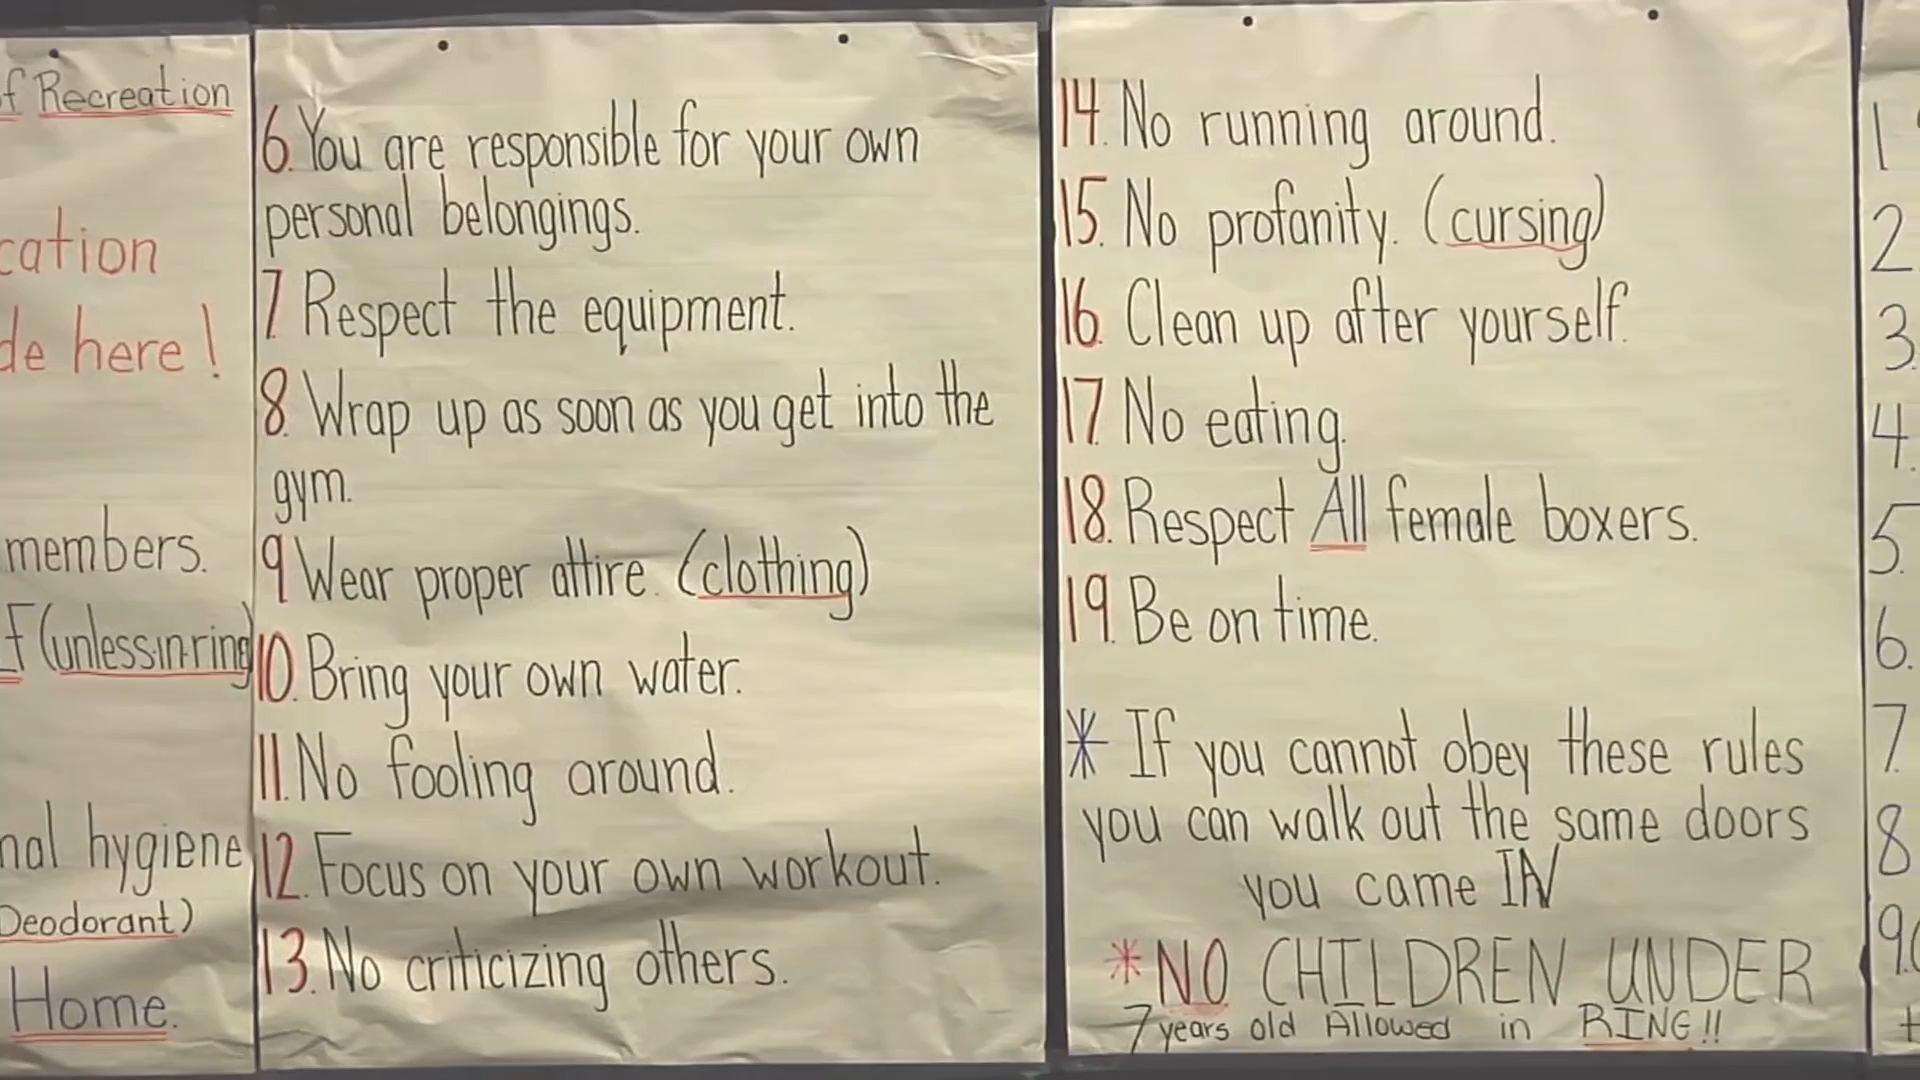 f Recreation
cation
de here!
members.
F (unless in ring)
nal hygiene
Deodorant)
Home.
6. You are responsible for your own
personal belongings.
7 Respect the equipment.
8. Wrap up as soon as you get into the
gym.
9 Wear proper attire. (clothing)
10. Bring your own water.
11. No fooling around.
12. Focus on your own workout.
13. No criticizing others.
14. No running around.
15. No profanity. (cursing)
16. Clean up after yourself.
17. No eating.
18. Respect All female boxers.
19. Be on time.
* If you cannot obey these rules
you can walk out the same doors
you came IN
*NO CHILDREN UNDER
7 years old Allowed in RING!!
1
2
3.
4.
5.
6.
7.
8
9.